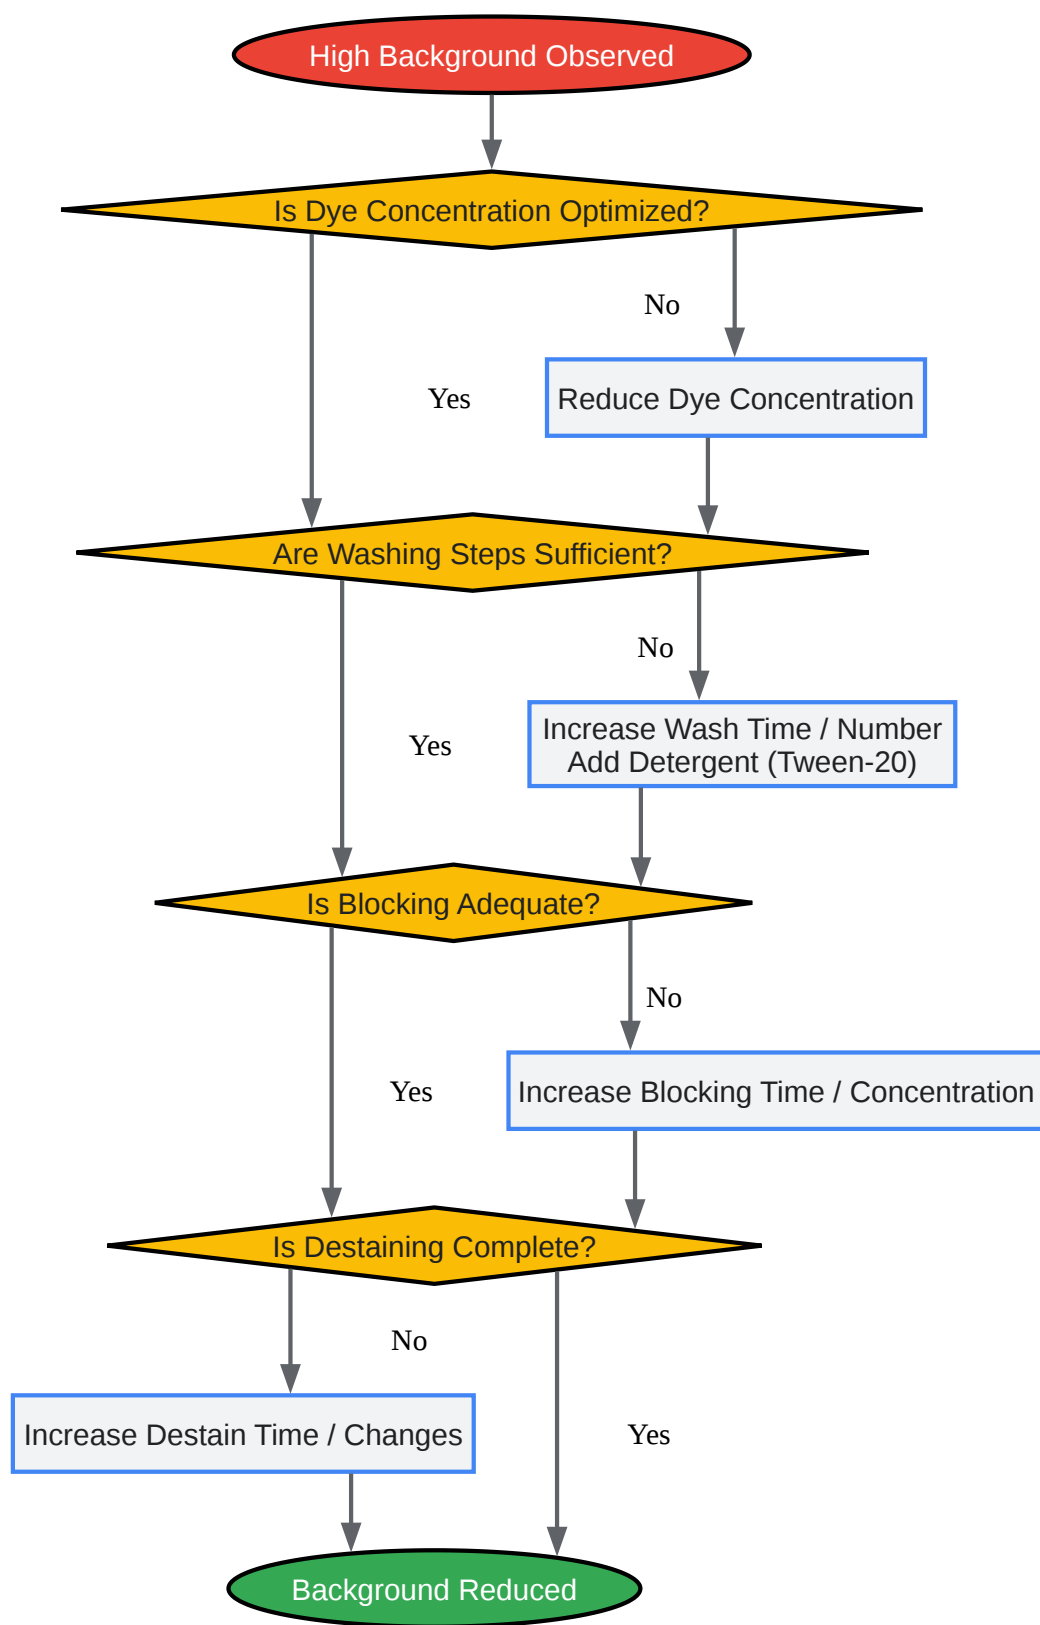 High Background Observed
Is Dye Concentration Optimized?
No
Yes
Reduce Dye Concentration
Are Washing Steps Sufficient?
No
Yes
Increase Wash Time / Number
Add Detergent (Tween-20)
Is Blocking Adequate?
No
Yes
Increase Blocking Time / Concentration
Is Destaining Complete?
No
Increase Destain Time / Changes
Yes
Background Reduced